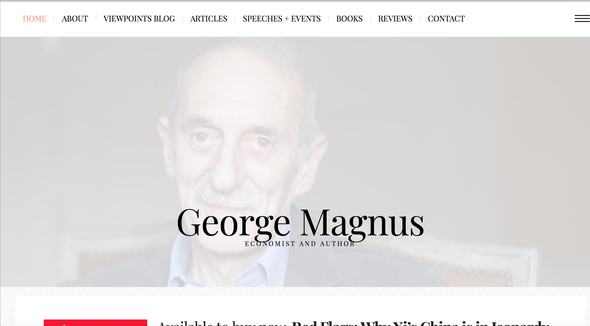 HOME ABOUT VIEWPOINTS BLOG ARTICLES SPEECHES + EVENTS BOOKS REVIEWS CONTACT
George Magnus
ECONOMIST AND AUTHOR
Available to buy now: Red Flags: Why Xi's China is in Jeopardy